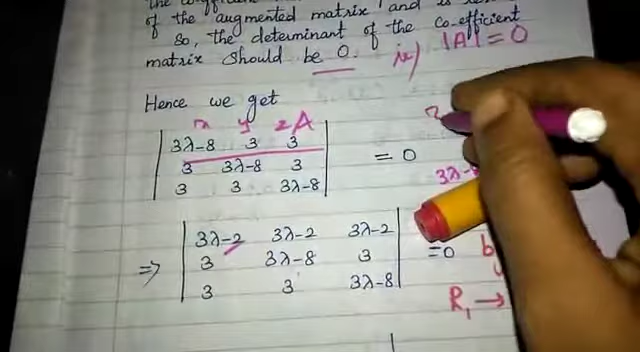 of the augmented matrix and is
So, the determinant of the co-efficient
matrix should be 0. iv) |A| = 0
Hence we get
x y z A
| 3λ-8 3 3 |
| 3 3λ-8 3 | = 0
| 3 3 3λ-8 |
3λ-
=> | 3λ-2 3λ-2 3λ-2 |
| 3 3λ-8 3 | =0
| 3 3 3λ-8 |
R₁ →